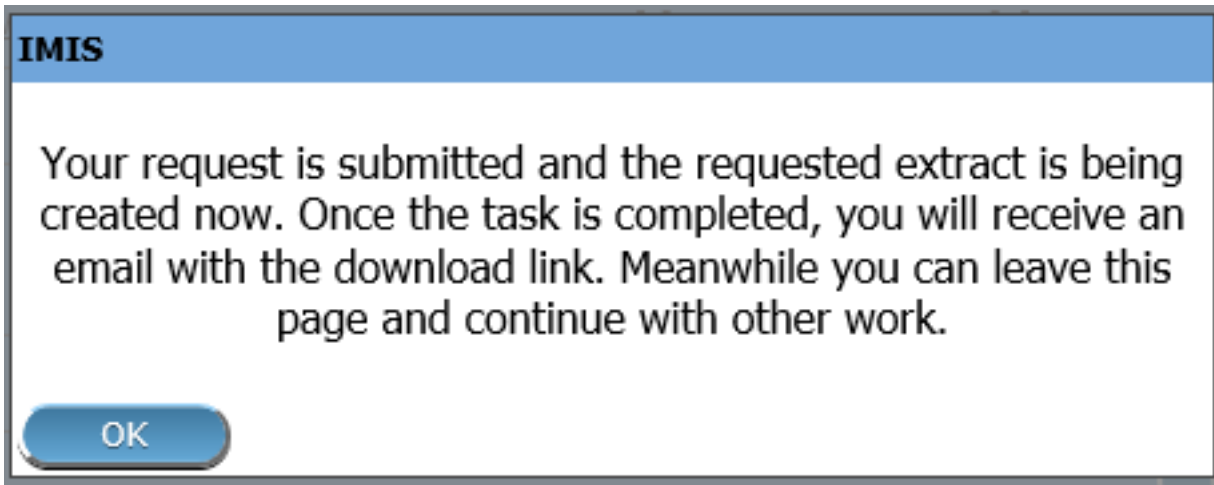 IMIS
Your request is submitted and the requested extract is being
created now. Once the task is completed, you will receive an
email with the download link. Meanwhile you can leave this
page and continue with other work.
OK